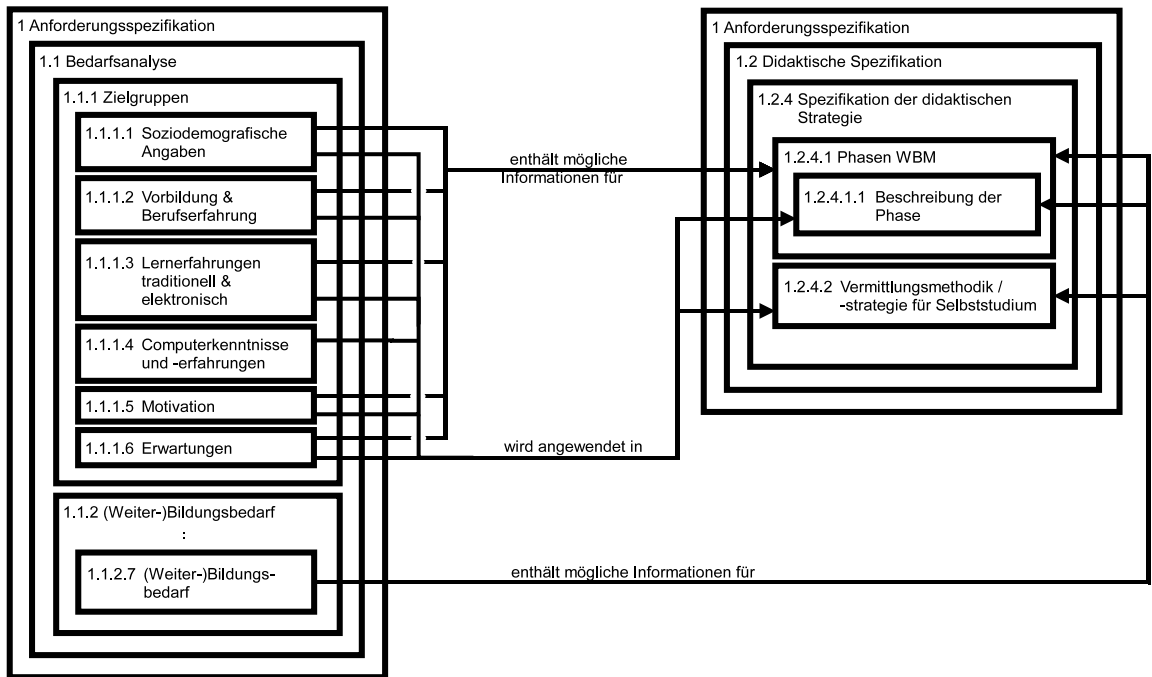 1 Anforderungsspezifikation
1.1 Bedarfsanalyse
1.1.1 Zielgruppen
1.1.1.1 Soziodemografische
Angaben
1.1.1.2 Vorbildung &
Berufserfahrung
1.1.1.3 Lernerfahrungen
traditionell &
elektronisch
1.1.1.4 Computerkenntnisse
und -erfahrungen
1.1.1.5 Motivation
1.1.1.6 Erwartungen
1.1.2 (Weiter-)Bildungsbedarf
:
1.1.2.7 (Weiter-)Bildungs-
bedarf
enthält mögliche
Informationen für
wird angewendet in
enthält mögliche Informationen für
1 Anforderungsspezifikation
1.2 Didaktische Spezifikation
1.2.4 Spezifikation der didaktischen
Strategie
1.2.4.1 Phasen WBM
1.2.4.1.1 Beschreibung der
Phase
1.2.4.2 Vermittlungsmethodik /
-strategie für Selbststudium